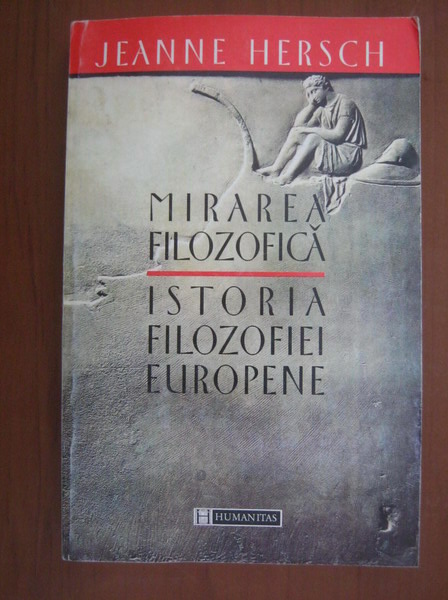 JEANNE HERSCH
MIRAREA
FILOZOFICĂ
ISTORIA
FILOZOFIEI
EUROPENE
H HUMANITAS